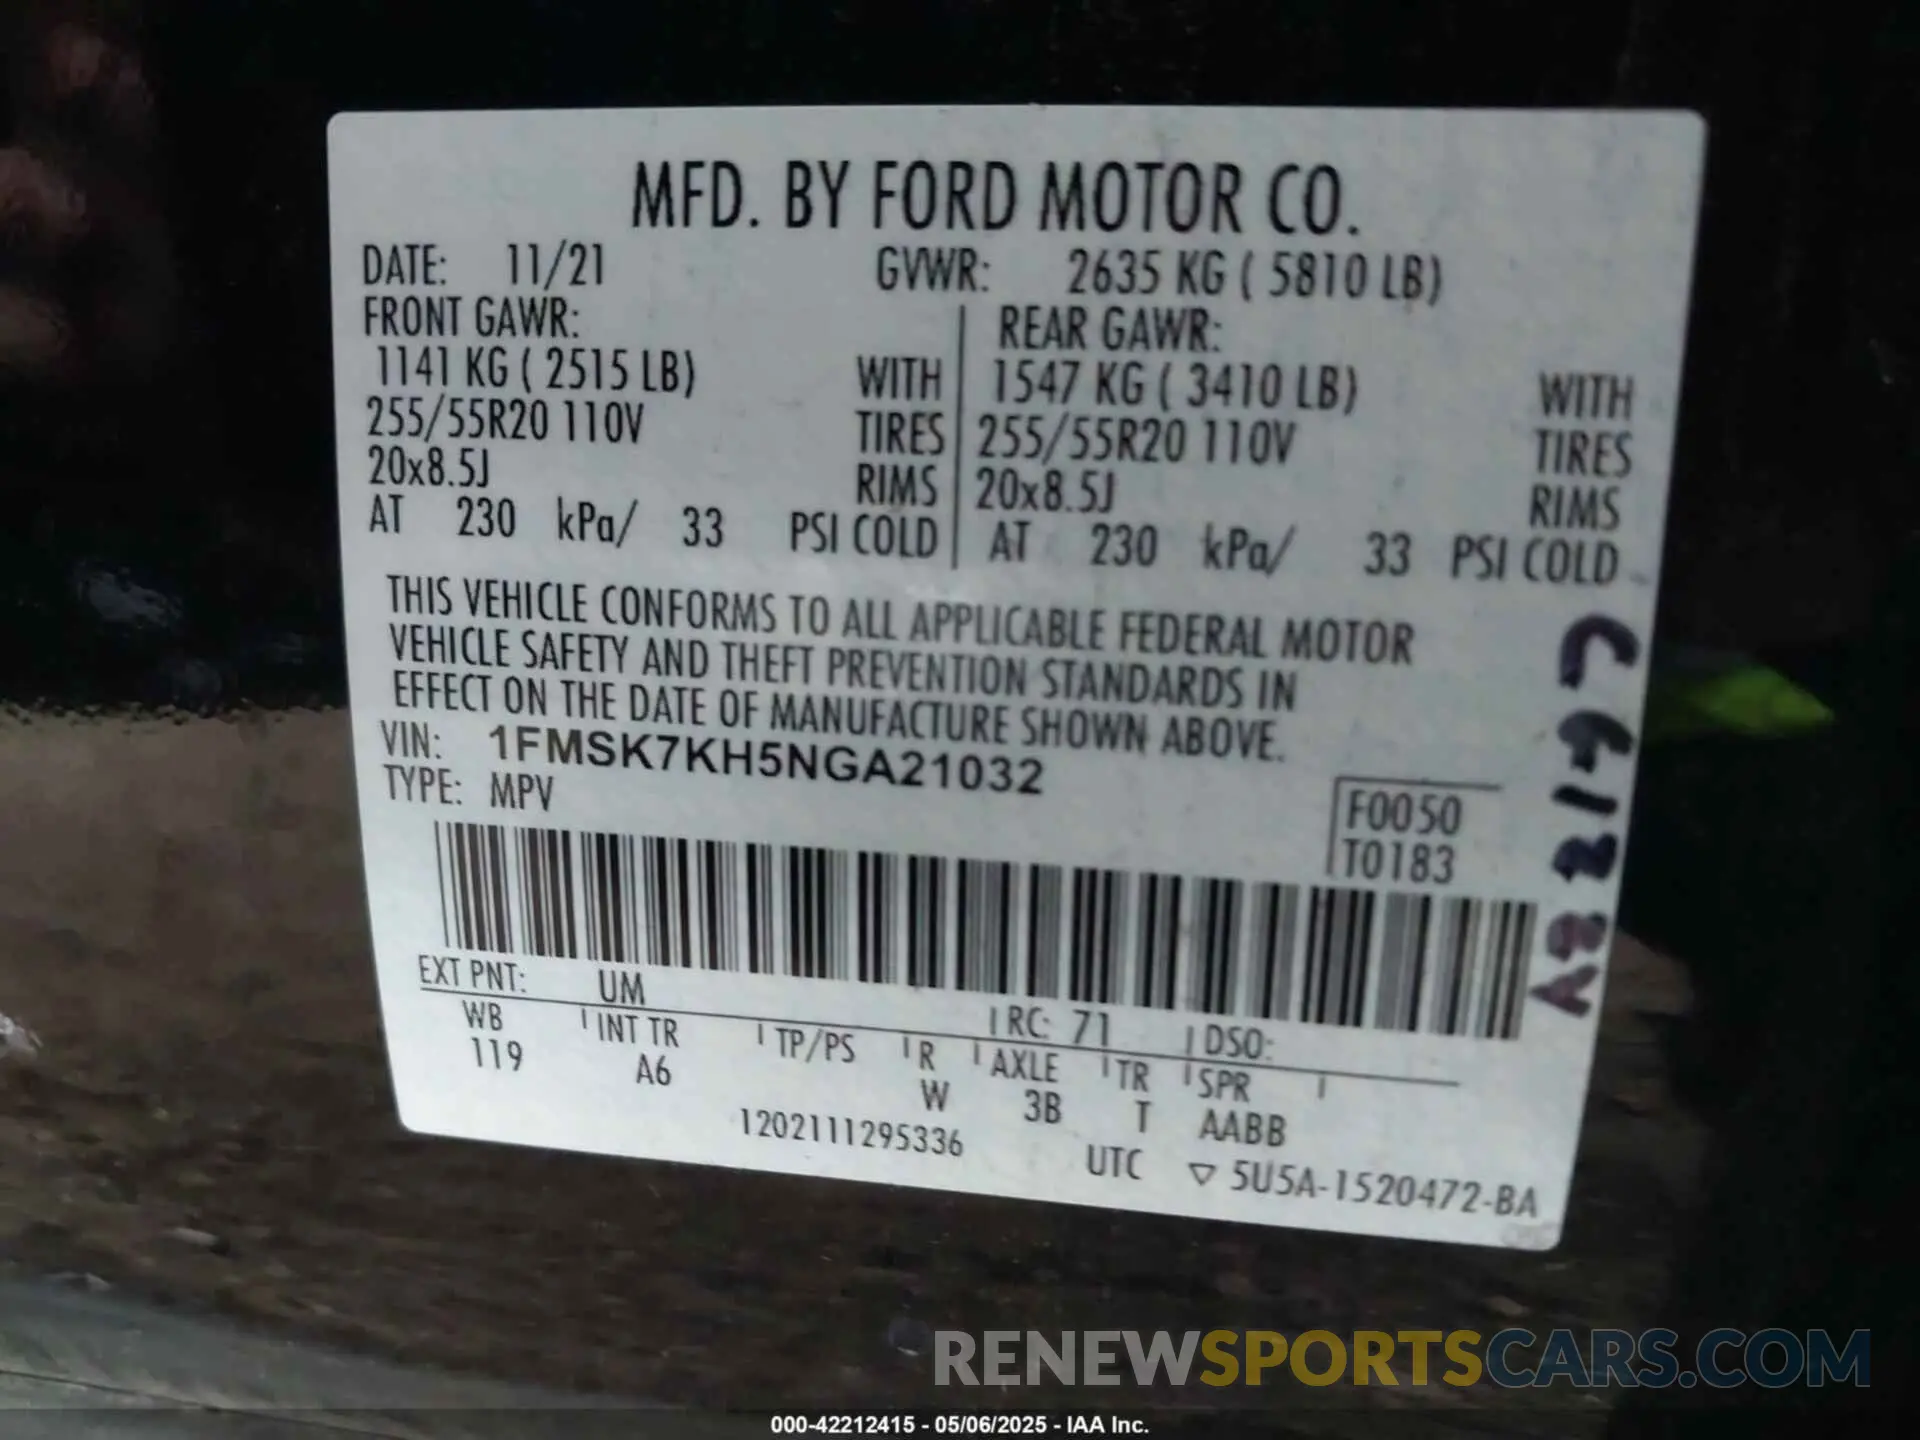 MFD. BY FORD MOTOR CO.
DATE: 11/21 GVWR: 2635 KG ( 5810 LB)
FRONT GAWR: REAR GAWR:
1141 KG ( 2515 LB) WITH 1547 KG ( 3410 LB) WITH
255/55R20 110V TIRES 255/55R20 110V TIRES
20x8.5J RIMS 20x8.5J RIMS
AT 230 kPa/ 33 PSI COLD AT 230 kPa/ 33 PSI COLD
THIS VEHICLE CONFORMS TO ALL APPLICABLE FEDERAL MOTOR
VEHICLE SAFETY AND THEFT PREVENTION STANDARDS IN
EFFECT ON THE DATE OF MANUFACTURE SHOWN ABOVE.
VIN: 1FMSK7KH5NGA21032
TYPE: MPV
F0050
T0183
EXT PNT: UM RC: 71 DSO:
WB INT TR TP/PS R AXLE TR SPR
119 A6 W 3B T AABB
1202111295336 UTC ▽ 5U5A-1520472-BA
RENEWSPORTSCARS.COM
000-42212415 - 05/06/2025 - IAA Inc.